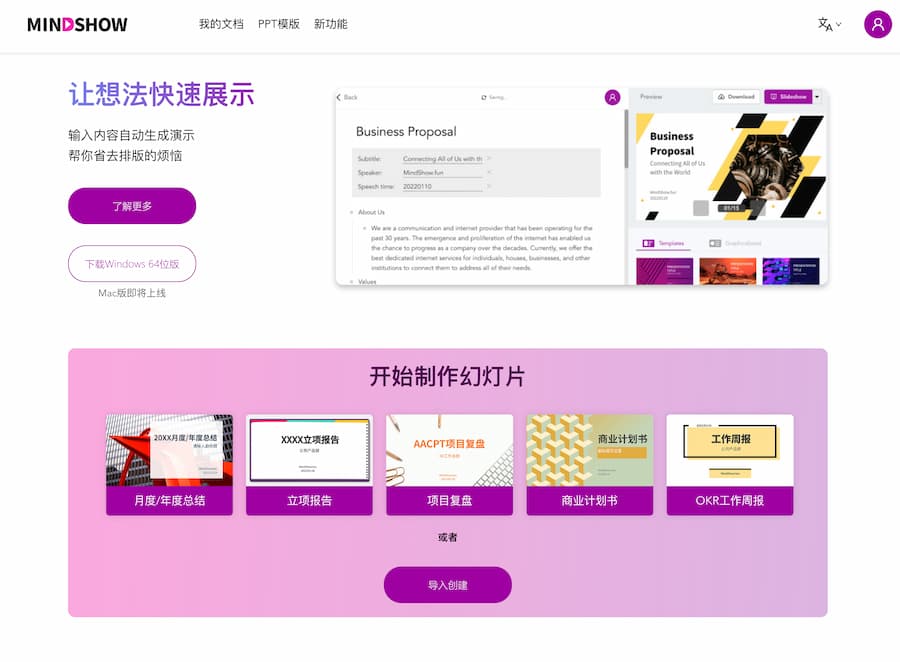 MINDSHOW
我的文档
PPT模版
新功能
让想法快速展示
输入内容自动生成演示
帮你省去排版的烦恼
了解更多
下载Windows 64位版
Mac版即将上线
Back
Saving...
Business Proposal
Subtitle:
Connecting All of Us with th
Speaker:
MindShow.fun
Speech time:
20220110
About Us
We are a communication and internet provider that has been operating for the
past 30 years. The emergence and proliferation of the internet has enabled us
the chance to progress as a company over the decades. Currently, we offer the
best dedicated internet services for individuals, houses, businesses, and other
institutions to connect them to address all of their needs.
Values
Preview
Download
Slideshow
Business
Proposal
Connecting All of Us
with the World
MindShow.fun
20220120
01/15
Templates
开始制作幻灯片
20XX月度/年度总结
月度/年度总结
XXXX立项报告
立项报告
AACPT项目复盘
项目复盘
商业计划书
商业计划书
工作周报
OKR工作周报
或者
导入创建